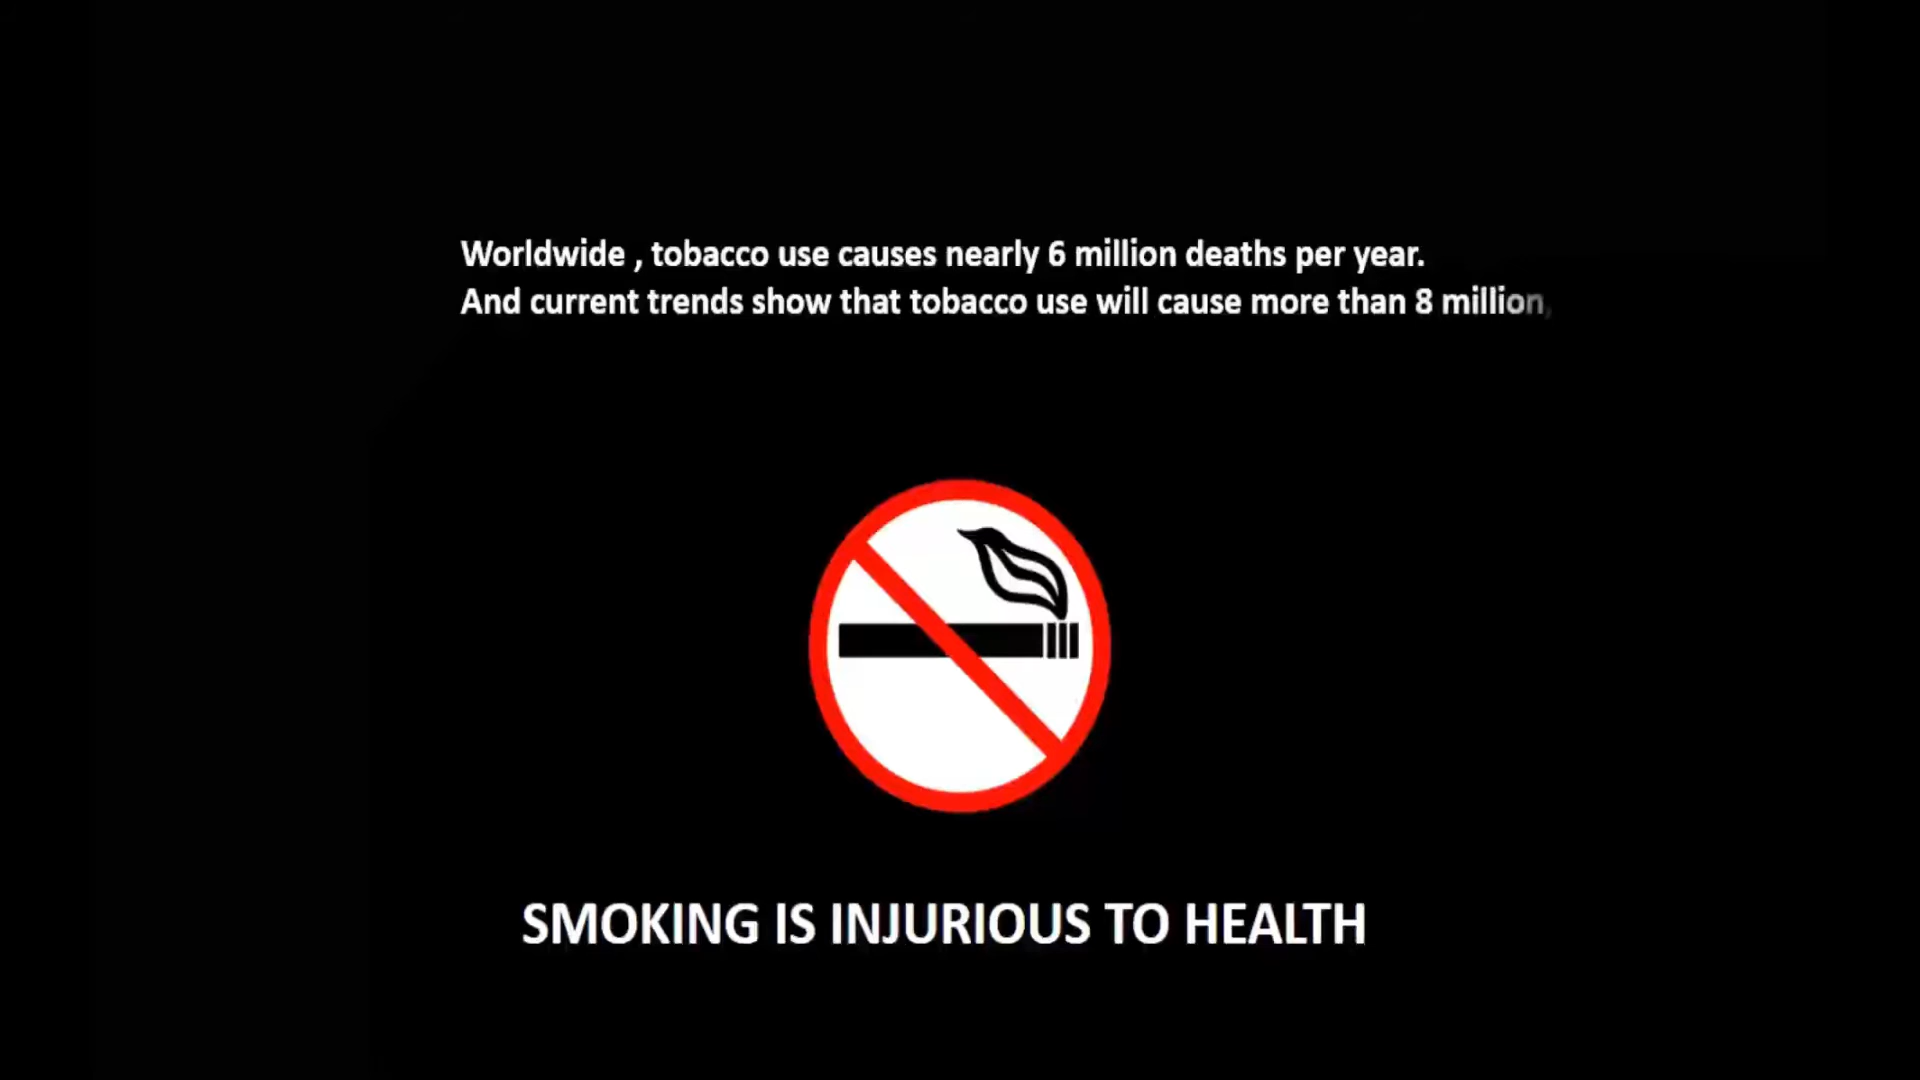 Worldwide , tobacco use causes nearly 6 million deaths per year.
And current trends show that tobacco use will cause more than 8 million,
SMOKING IS INJURIOUS TO HEALTH